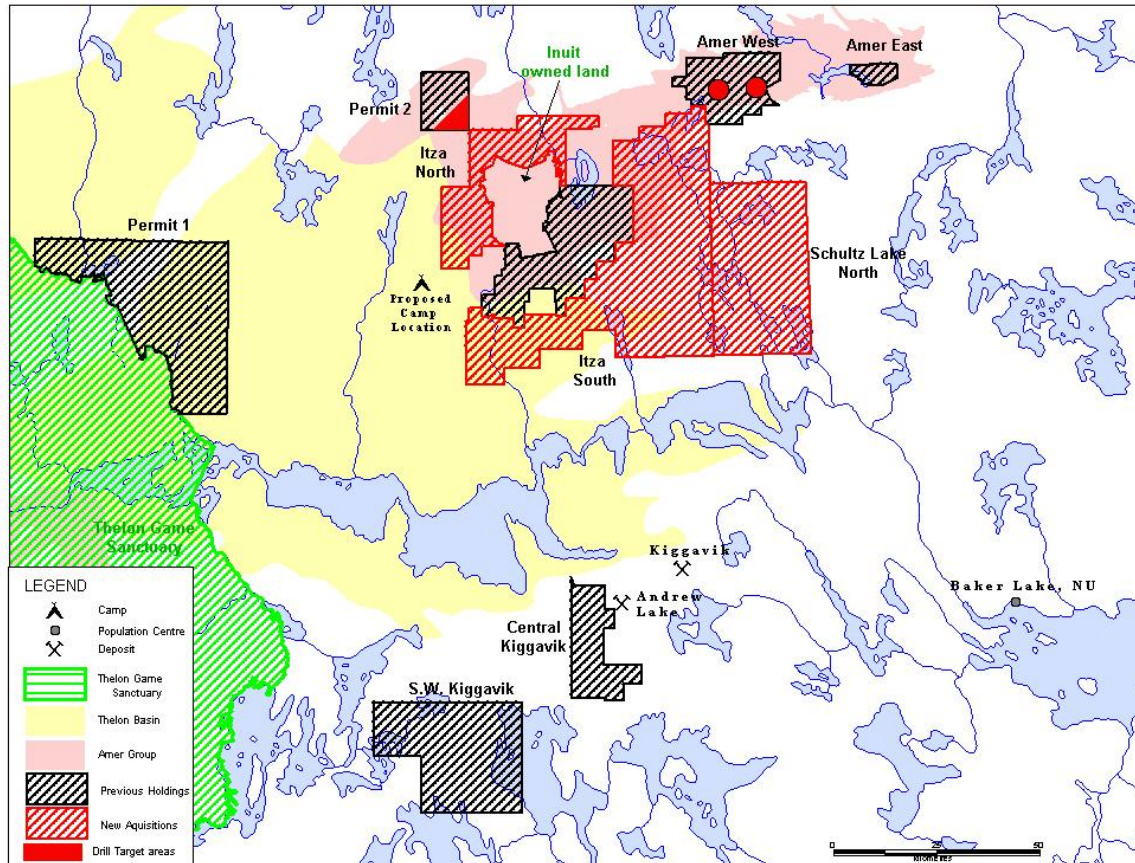 Amer West
Amer East
Inuit
owned land
Permit 2
Itza
North
Permit 1
Schultz Lake
North
Proposed
Camp
Location
Itza
South
Thelan Game
Sanctuary
Kiggavik
Baker Lake, NU
Andrew
Lake
Central
Kiggavik
S.W. Kiggavik
LEGEND
Camp
Population Centre
Deposit
Thelon Game
Sanctuary
Thelon Basin
Amer Group
Previous Holdings
New Aquisitions
Drill Target areas
0
25
50
kilometres